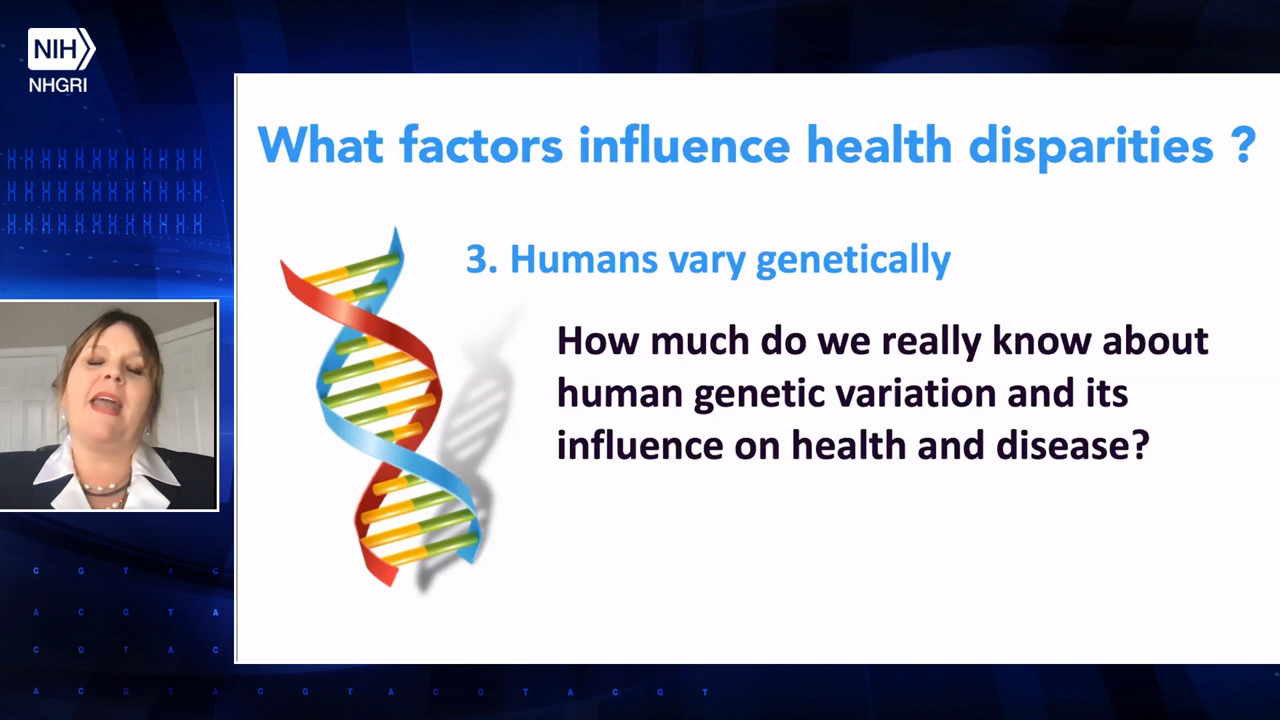 NIH
NHGRI
What factors influence health disparities ?
3. Humans vary genetically
How much do we really know about
human genetic variation and its
influence on health and disease?
C G T A C
A C G T A
C G T A C
A C G T A C G T A C G T A C G T